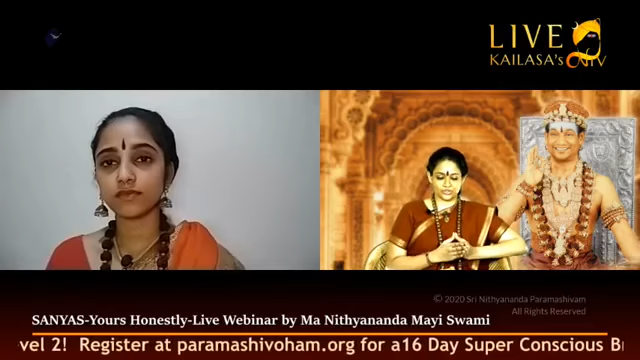 LIVE
KAILASA's
TV
© 2020 Sri Nithyananda Paramashivam
All Rights Reserved
SANYAS-Yours Honestly-Live Webinar by Ma Nithyananda Mayi Swami
vel 2! Register at paramashivoham.org for a16 Day Super Conscious